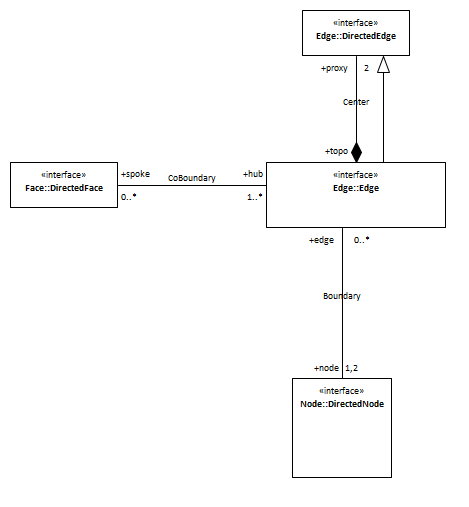 «interface»
Edge::DirectedEdge
+proxy 2
Center
+topo
«interface»
Face::DirectedFace
+spoke
0..*
CoBoundary
+hub
1..*
«interface»
Edge::Edge
+edge 0..*
Boundary
+node 1,2
«interface»
Node::DirectedNode